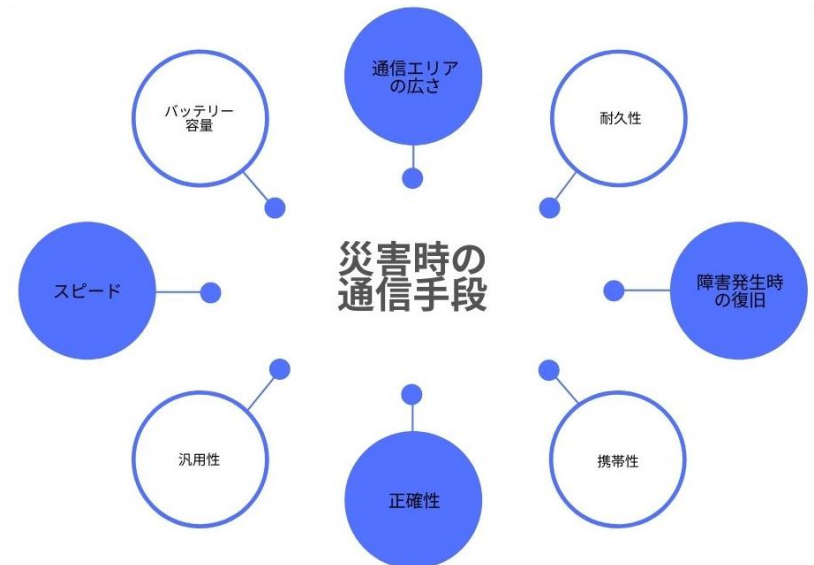 通信エリア
の広さ
バッテリー
容量
耐久性
災害時の
通信手段
スピード
障害発生時
の復旧
汎用性
携帯性
正確性